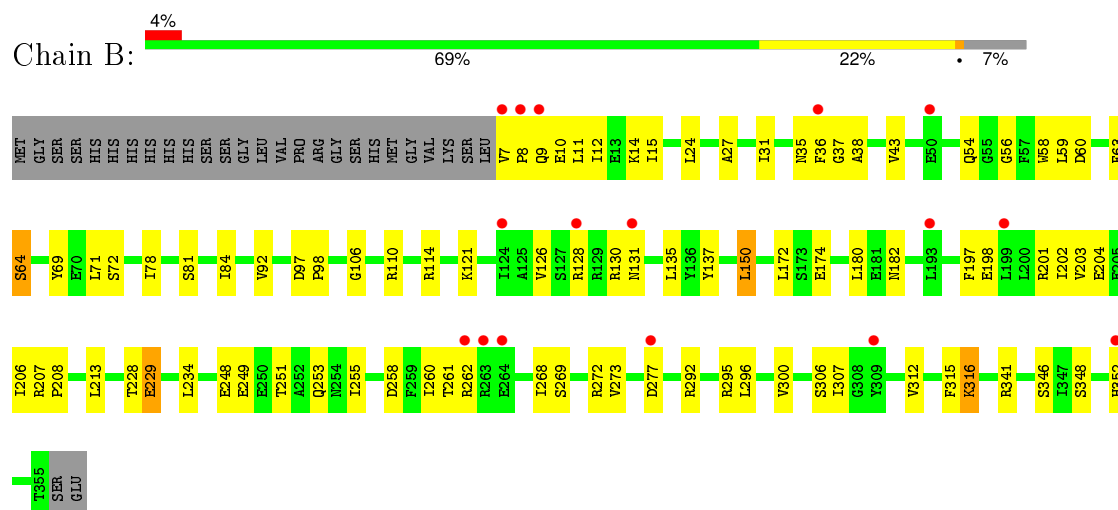 4%
Chain B:
69% 22% • 7%
MET GLY SER SER HIS HIS HIS HIS HIS HIS SER SER GLY LEU VAL PRO ARG GLY SER HIS MET GLY VAL LYS SER LEU V7 P8 Q9 E10 L11 I12 E13 K14 I15 L24 A27 I31 N35 F36 G37 A38 V43 E50 Q54 G55 G56 F57 W58 L59 D60 E63
S64 Y69 E70 L71 S72 I78 S81 I84 V92 D97 P98 G106 R110 R114 K121 I124 A125 V126 S127 R128 R129 R130 N131 L135 Y136 Y137 L150 L172 S173 E174 L180 E181 N182 L193 F197 E198 L199 L200 R201 I202 V203 E204
I206 R207 P208 L213 T228 E229 L234 E248 E249 E250 T251 A252 Q253 N254 I255 D258 F259 I260 T261 R262 R263 E264 I268 S269 R272 V273 D277 R292 R295 L296 V300 S306 I307 G308 Y309 V312 F315 K316 R341 S346 I347 S348 H352
T355 SER GLU